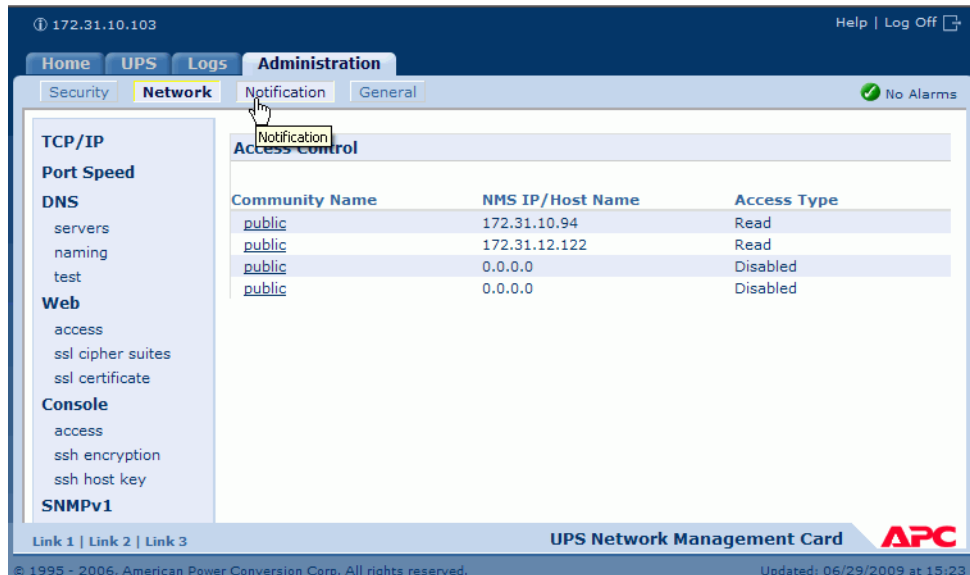 172.31.10.103 Help | Log Off
Home UPS Logs Administration
Security Network Notification General No Alarms
Notification
TCP/IP
Port Speed
DNS
servers
naming
test
Web
access
ssl cipher suites
ssl certificate
Console
access
ssh encryption
ssh host key
SNMPv1
Access Control
Community Name NMS IP/Host Name Access Type
public 172.31.10.94 Read
public 172.31.12.122 Read
public 0.0.0.0 Disabled
public 0.0.0.0 Disabled
Link 1 | Link 2 | Link 3 UPS Network Management Card APC
© 1995 - 2006, American Power Conversion Corp. All rights reserved. Updated: 06/29/2009 at 15:23